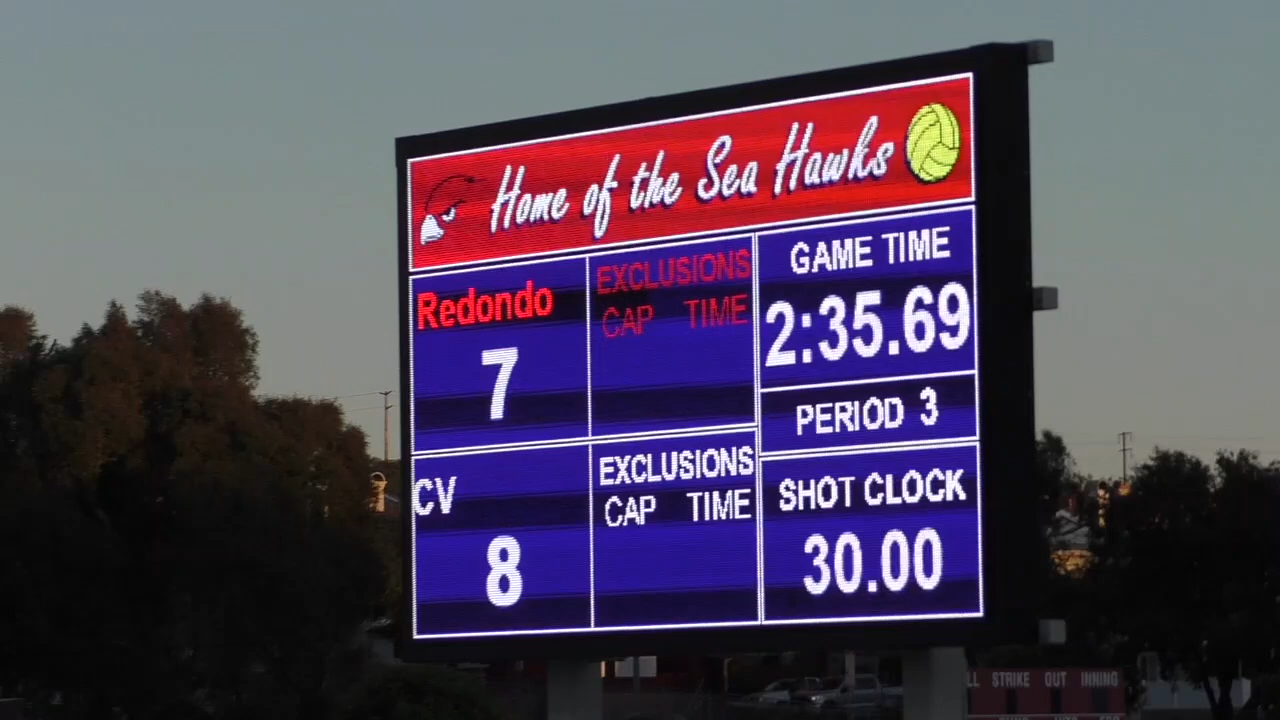 Home of the Sea Hawks
Redondo
7
EXCLUSIONS
CAP TIME
GAME TIME
2:35.69
PERIOD 3
CV
8
EXCLUSIONS
CAP TIME
SHOT CLOCK
30.00
LL STRIKE OUT INNING